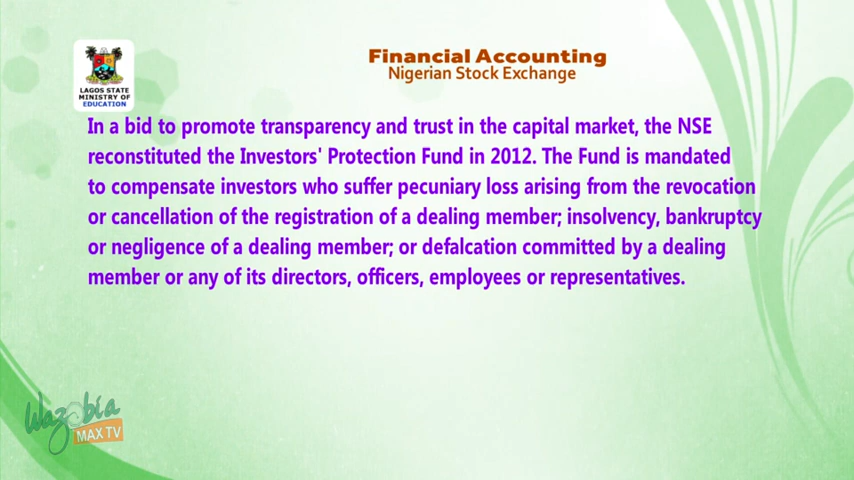 Financial Accounting
Nigerian Stock Exchange
LAGOS STATE
MINISTRY OF
EDUCATION
In a bid to promote transparency and trust in the capital market, the NSE
reconstituted the Investors' Protection Fund in 2012. The Fund is mandated
to compensate investors who suffer pecuniary loss arising from the revocation
or cancellation of the registration of a dealing member; insolvency, bankruptcy
or negligence of a dealing member; or defalcation committed by a dealing
member or any of its directors, officers, employees or representatives.
Wazobia
MAX TV